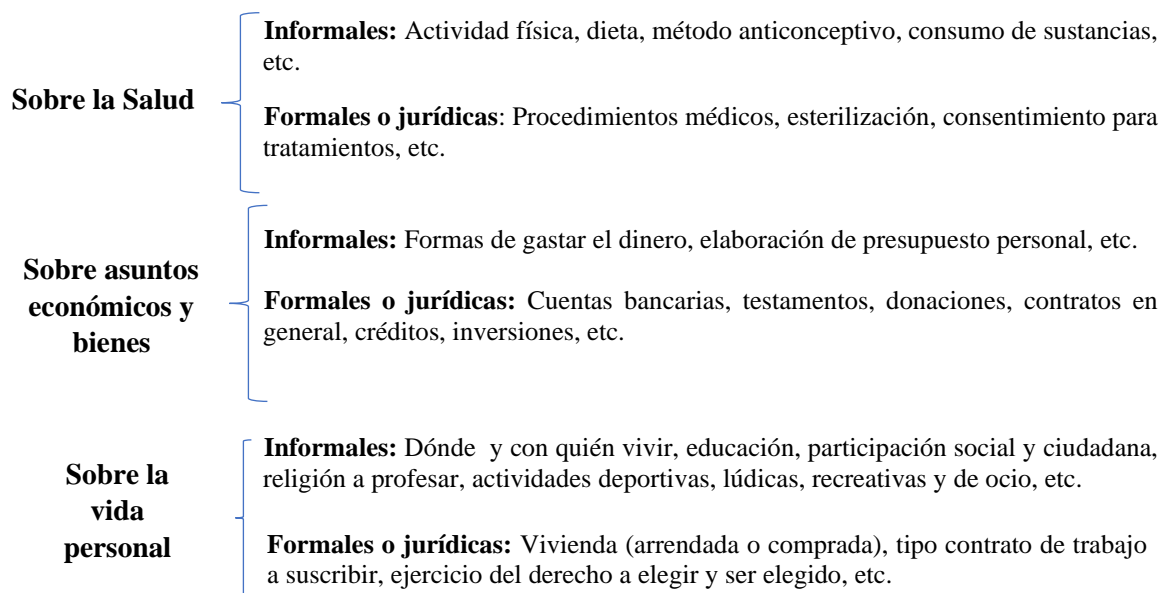 Sobre la Salud
Informales: Actividad física, dieta, método anticonceptivo, consumo de sustancias,
etc.
Formales o jurídicas: Procedimientos médicos, esterilización, consentimiento para
tratamientos, etc.
Sobre asuntos
económicos y
bienes
Informales: Formas de gastar el dinero, elaboración de presupuesto personal, etc.
Formales o jurídicas: Cuentas bancarias, testamentos, donaciones, contratos en
general, créditos, inversiones, etc.
Sobre la
vida
personal
Informales: Dónde y con quién vivir, educación, participación social y ciudadana,
religión a profesar, actividades deportivas, lúdicas, recreativas y de ocio, etc.
Formales o jurídicas: Vivienda (arrendada o comprada), tipo contrato de trabajo
a suscribir, ejercicio del derecho a elegir y ser elegido, etc.